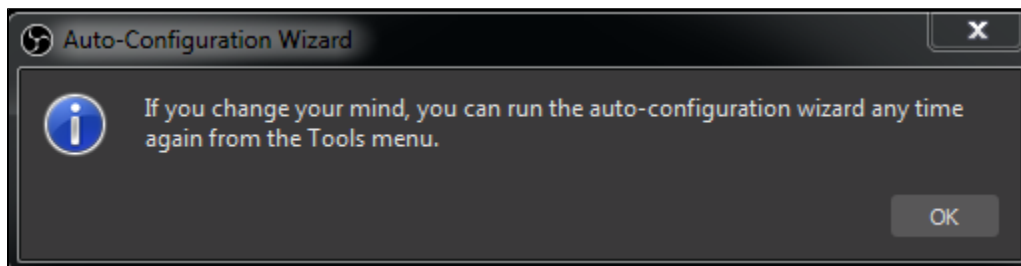 Auto-Configuration Wizard
If you change your mind, you can run the auto-configuration wizard any time
again from the Tools menu.
OK